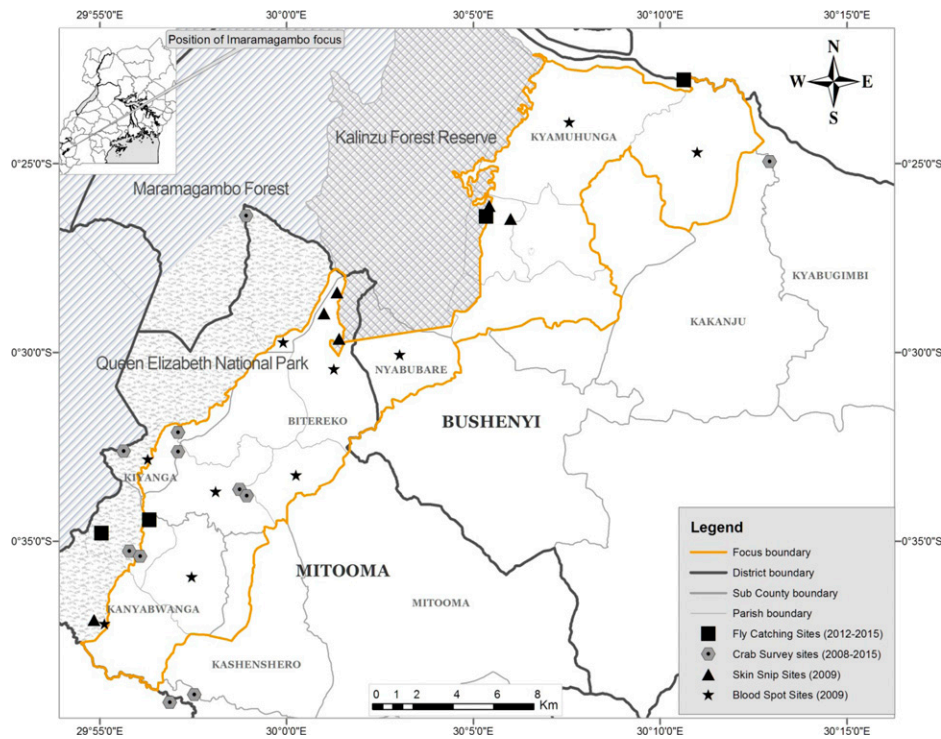 29°55'0"E 30°0'0"E 30°5'0"E 30°10'0"E 30°15'0"E
Position of Imaramagambo focus
N
W E
S
Kalinzu Forest Reserve
KYAMUHUNGA
0°25'0"S 0°25'0"S
Maramagambo Forest
KYABUGIMBI
KAKANJU
0°30'0"S 0°30'0"S
Queen Elizabeth National Park
NYABUBARE
BITEREKO
BUSHENYI
KIYANGA
0°35'0"S 0°35'0"S
MITOOMA
MITOOMA
KANYABWANGA
KASHENSHERO
Legend
Focus boundary
District boundary
Sub County boundary
Parish boundary
Fly Catching Sites (2012-2015)
Crab Survey sites (2008-2015)
Skin Snip Sites (2009)
Blood Spot Sites (2009)
0 1 2 4 6 8
Km
29°55'0"E 30°0'0"E 30°5'0"E 30°10'0"E 30°15'0"E